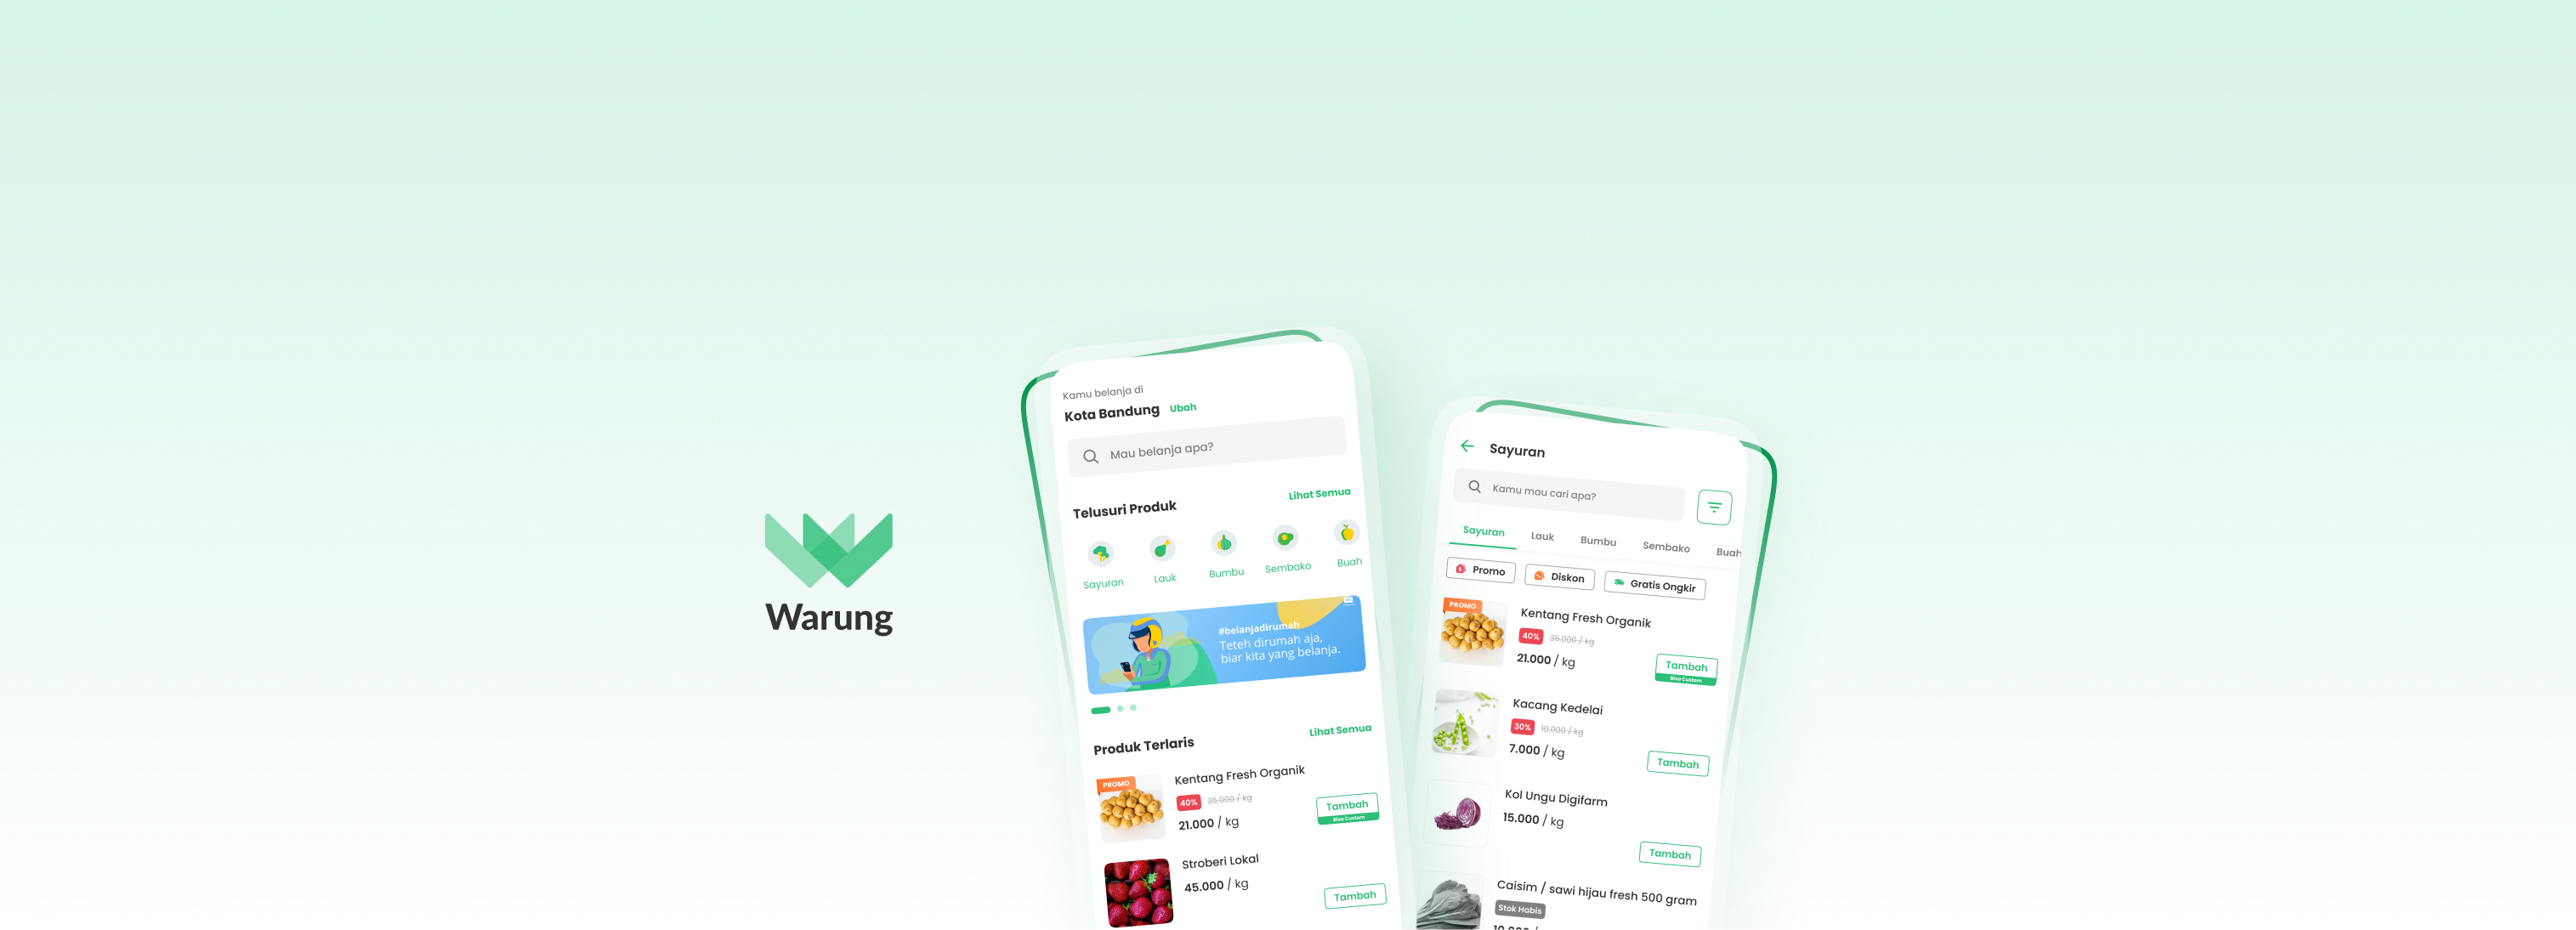 Warung
Kamu belanja di
Kota Bandung Ubah
Mau belanja apa?
Telusuri Produk Lihat Semua
Sayuran Lauk Bumbu Sembako Buah
#belanjadirumah
Teteh dirumah aja,
biar kita yang belanja.
Produk Terlaris Lihat Semua
PROMO
Kentang Fresh Organik
40% 35.000 / kg
21.000 / kg
Tambah
Bisa Custom
Stroberi Lokal
45.000 / kg
Tambah
Sayuran
Kamu mau cari apa?
Sayuran Lauk Bumbu Sembako Buah
Promo Diskon Gratis Ongkir
PROMO
Kentang Fresh Organik
40% 35.000 / kg
21.000 / kg
Tambah
Bisa Custom
Kacang Kedelai
30% 10.000 / kg
7.000 / kg
Tambah
Kol Ungu Digifarm
15.000 / kg
Tambah
Caisim / sawi hijau fresh 500 gram
Stok Habis